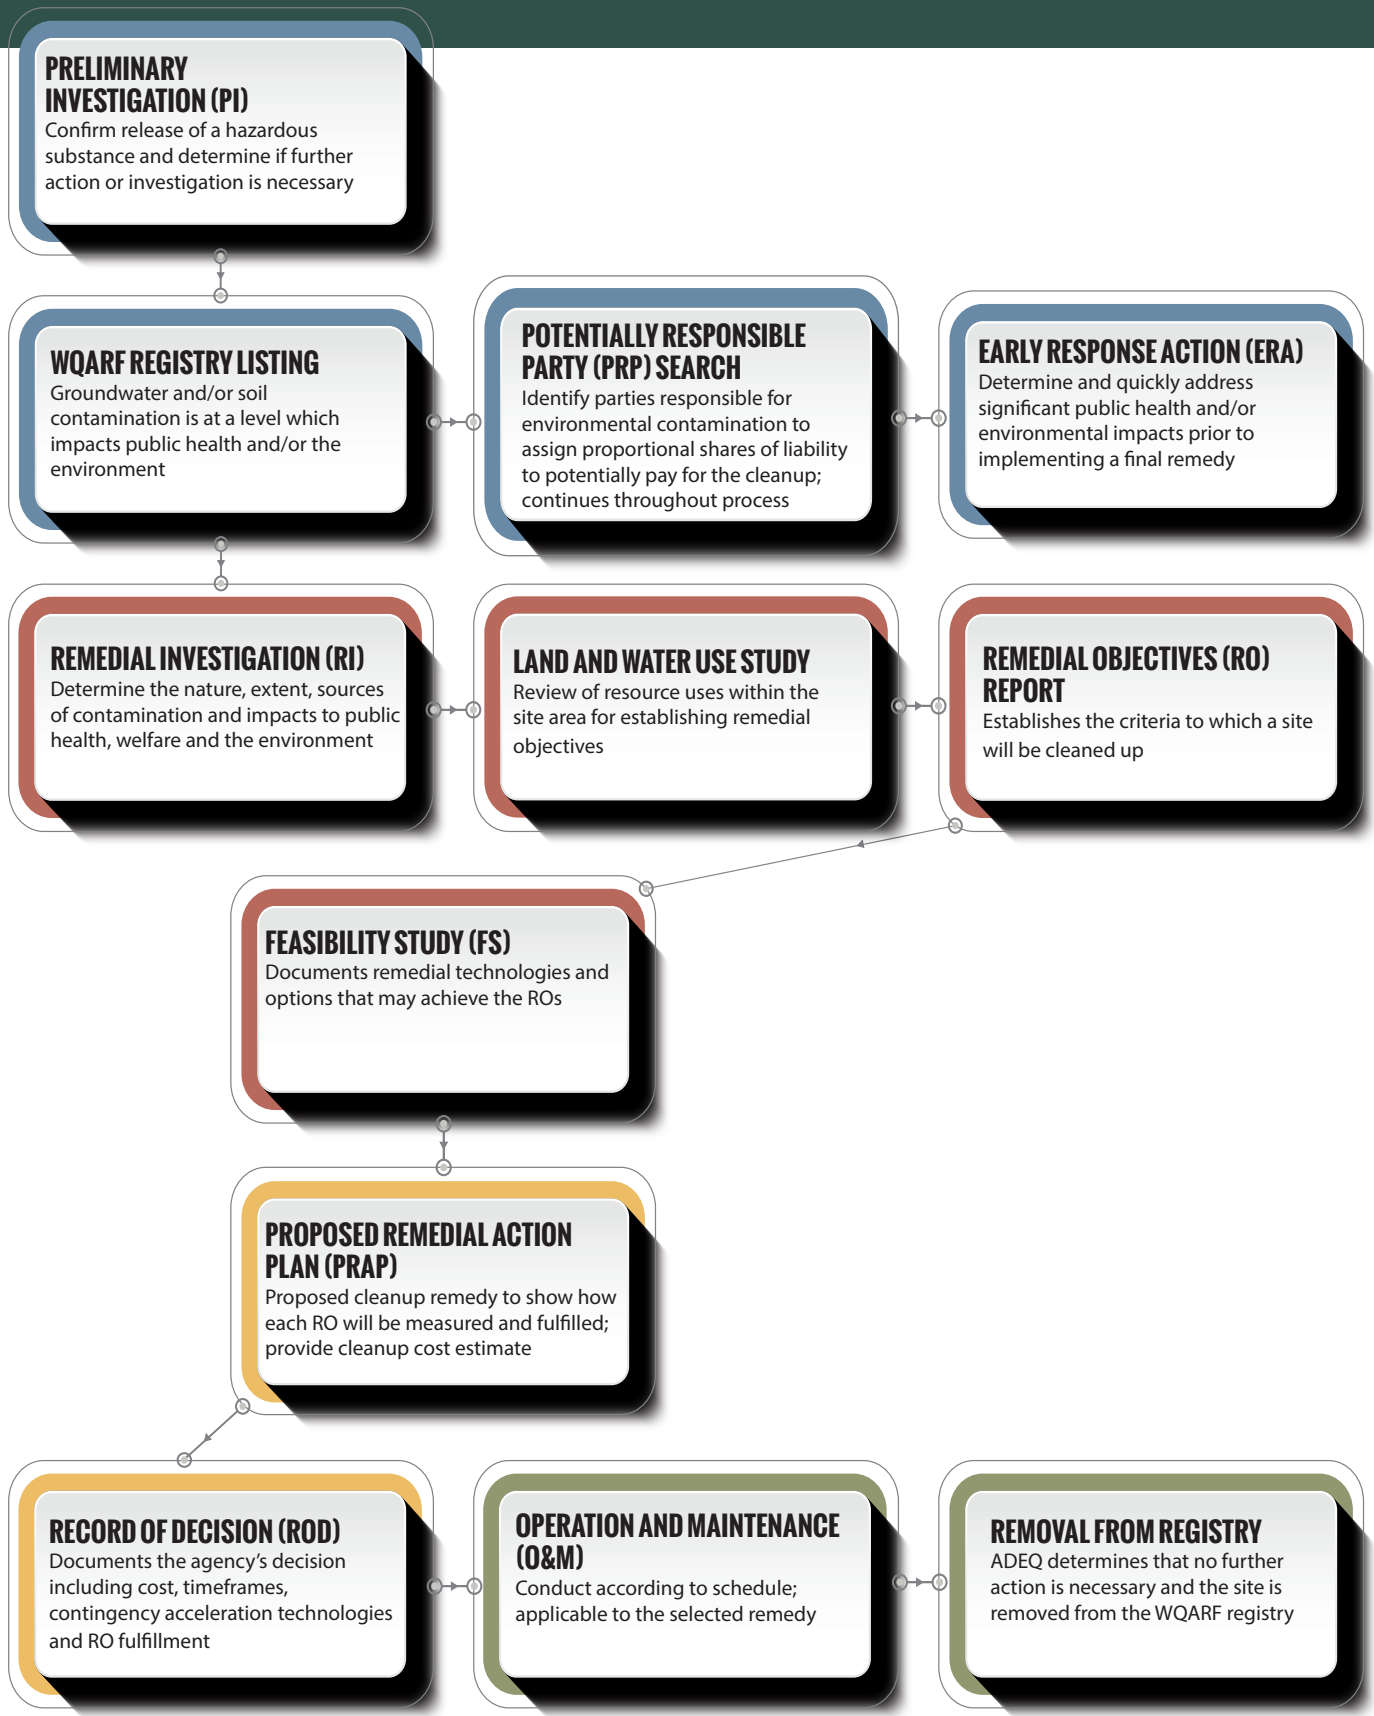 PRELIMINARY
INVESTIGATION (PI)
Confirm release of a hazardous
substance and determine if further
action or investigation is necessary
WQARF REGISTRY LISTING
Groundwater and/or soil
contamination is at a level which
impacts public health and/or the
environment
POTENTIALLY RESPONSIBLE
PARTY (PRP) SEARCH
Identify parties responsible for
environmental contamination to
assign proportional shares of liability
to potentially pay for the cleanup;
continues throughout process
EARLY RESPONSE ACTION (ERA)
Determine and quickly address
significant public health and/or
environmental impacts prior to
implementing a final remedy
REMEDIAL INVESTIGATION (RI)
Determine the nature, extent, sources
of contamination and impacts to public
health, welfare and the environment
LAND AND WATER USE STUDY
Review of resource uses within the
site area for establishing remedial
objectives
REMEDIAL OBJECTIVES (RO)
REPORT
Establishes the criteria to which a site
will be cleaned up
FEASIBILITY STUDY (FS)
Documents remedial technologies and
options that may achieve the ROs
PROPOSED REMEDIAL ACTION
PLAN (PRAP)
Proposed cleanup remedy to show how
each RO will be measured and fulfilled;
provide cleanup cost estimate
RECORD OF DECISION (ROD)
Documents the agency's decision
including cost, timeframes,
contingency acceleration technologies
and RO fulfillment
OPERATION AND MAINTENANCE
(O&M)
Conduct according to schedule;
applicable to the selected remedy
REMOVAL FROM REGISTRY
ADEQ determines that no further
action is necessary and the site is
removed from the WQARF registry